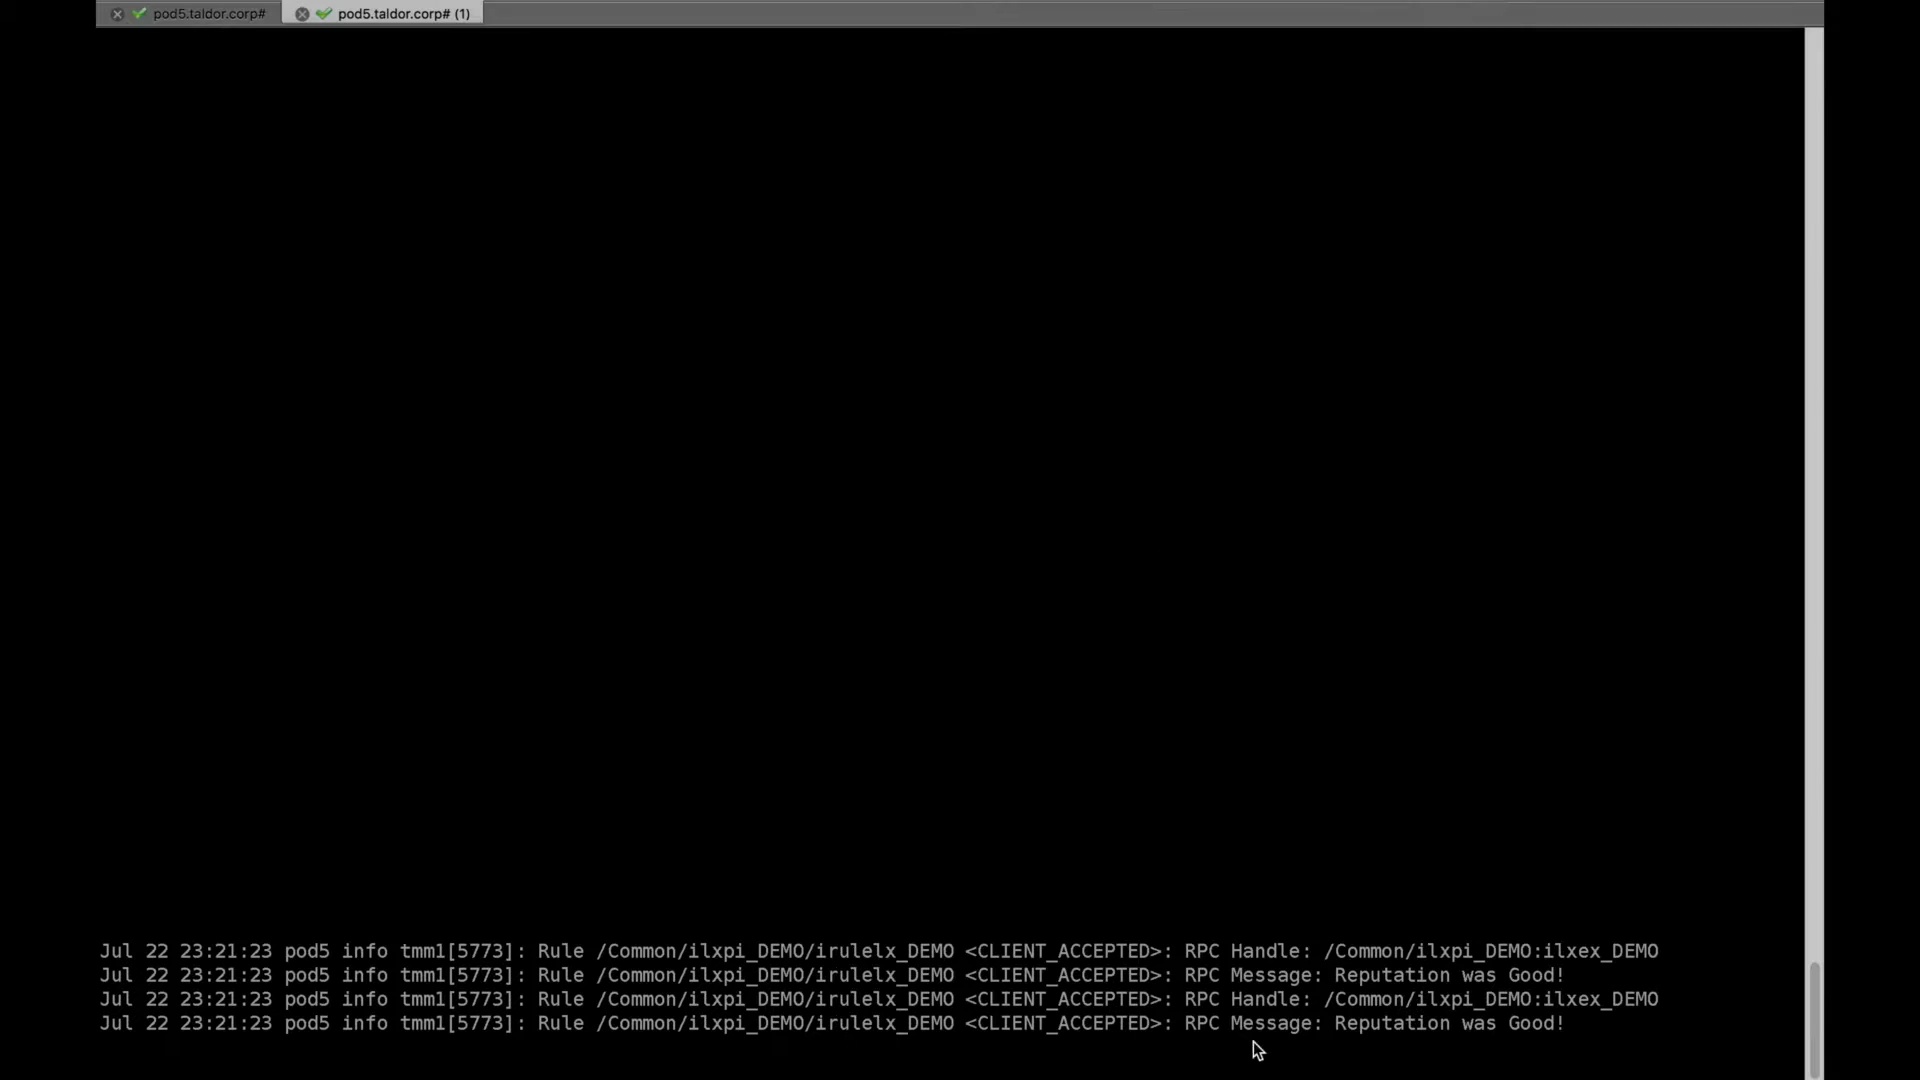 pod5.taldor.corp# pod5.taldor.corp# (1)
Jul 22 23:21:23 pod5 info tmm1[5773]: Rule /Common/ilxpi_DEMO/irulelx_DEMO <CLIENT_ACCEPTED>: RPC Handle: /Common/ilxpi_DEMO:ilxex_DEMO
Jul 22 23:21:23 pod5 info tmm1[5773]: Rule /Common/ilxpi_DEMO/irulelx_DEMO <CLIENT_ACCEPTED>: RPC Message: Reputation was Good!
Jul 22 23:21:23 pod5 info tmm1[5773]: Rule /Common/ilxpi_DEMO/irulelx_DEMO <CLIENT_ACCEPTED>: RPC Handle: /Common/ilxpi_DEMO:ilxex_DEMO
Jul 22 23:21:23 pod5 info tmm1[5773]: Rule /Common/ilxpi_DEMO/irulelx_DEMO <CLIENT_ACCEPTED>: RPC Message: Reputation was Good!